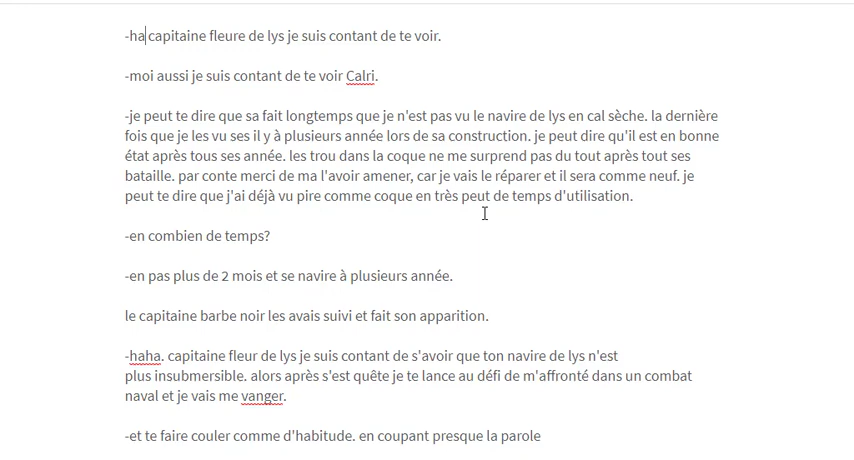 -ha capitaine fleure de lys je suis contant de te voir.
-moi aussi je suis contant de te voir Calri.
-je peut te dire que sa fait longtemps que je n'est pas vu le navire de lys en cal sèche. la dernière
fois que je les vu ses il y à plusieurs année lors de sa construction. je peut dire qu'il est en bonne
état après tous ses année. les trou dans la coque ne me surprend pas du tout après tout ses
bataille. par conte merci de ma l'avoir amener, car je vais le réparer et il sera comme neuf. je
peut te dire que j'ai déjà vu pire comme coque en très peut de temps d'utilisation.
-en combien de temps?
-en pas plus de 2 mois et se navire à plusieurs année.
le capitaine barbe noir les avais suivi et fait son apparition.
-haha. capitaine fleur de lys je suis contant de s'avoir que ton navire de lys n'est
plus insubmersible. alors après s'est quête je te lance au défi de m'affronté dans un combat
naval et je vais me vanger.
-et te faire couler comme d'habitude. en coupant presque la parole